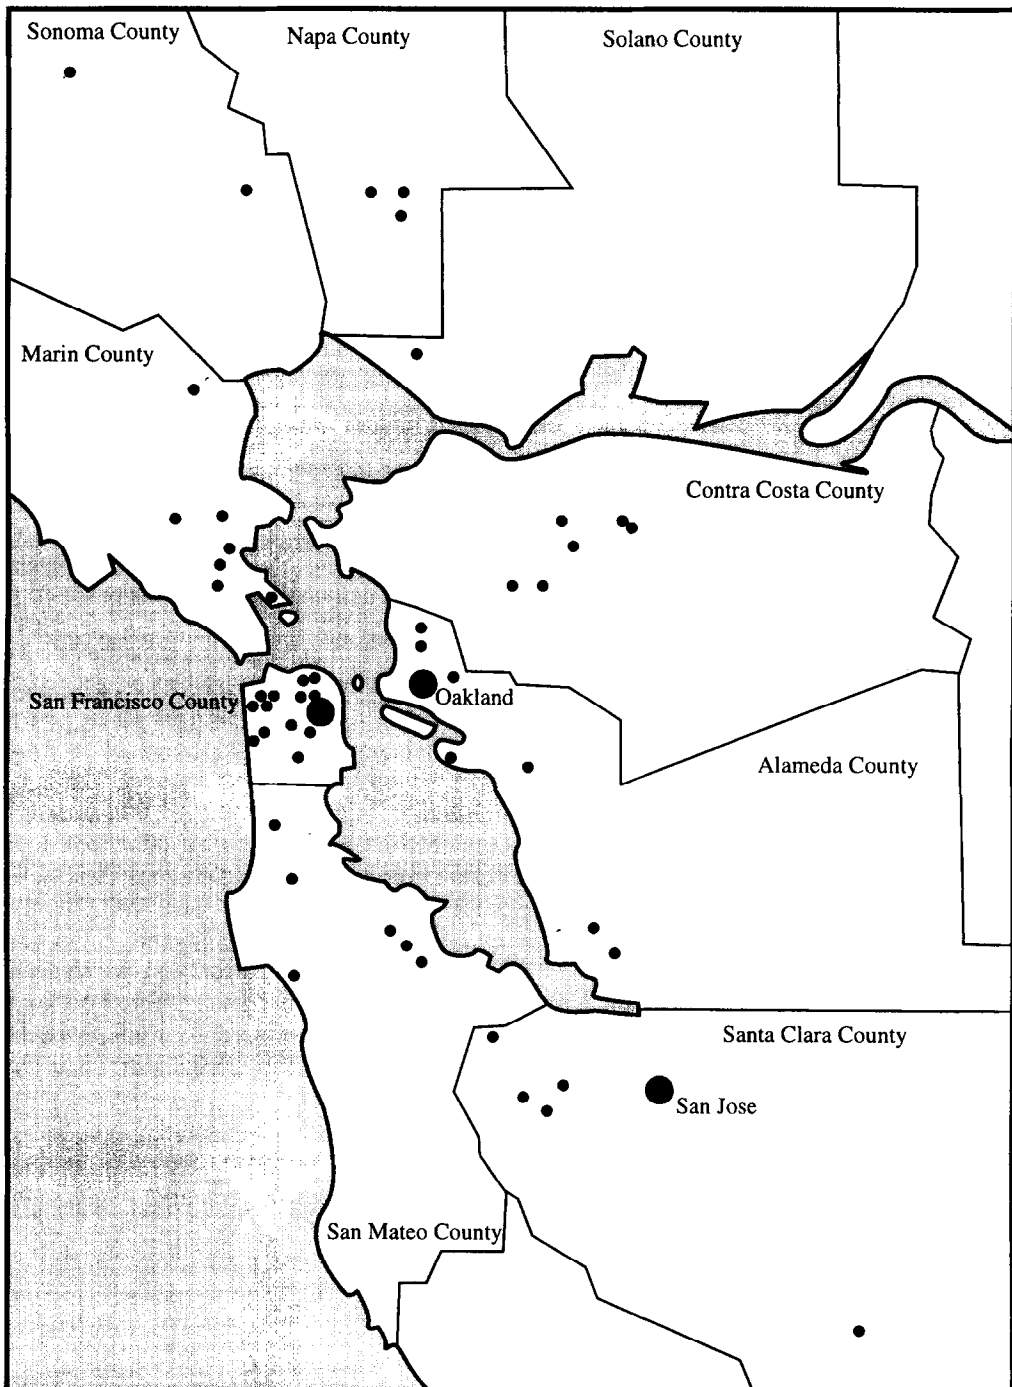 Sonoma County
Napa County
Solano County
Marin County
Contra Costa County
San Francisco County
Oakland
Alameda County
Santa Clara County
San Jose
San Mateo County